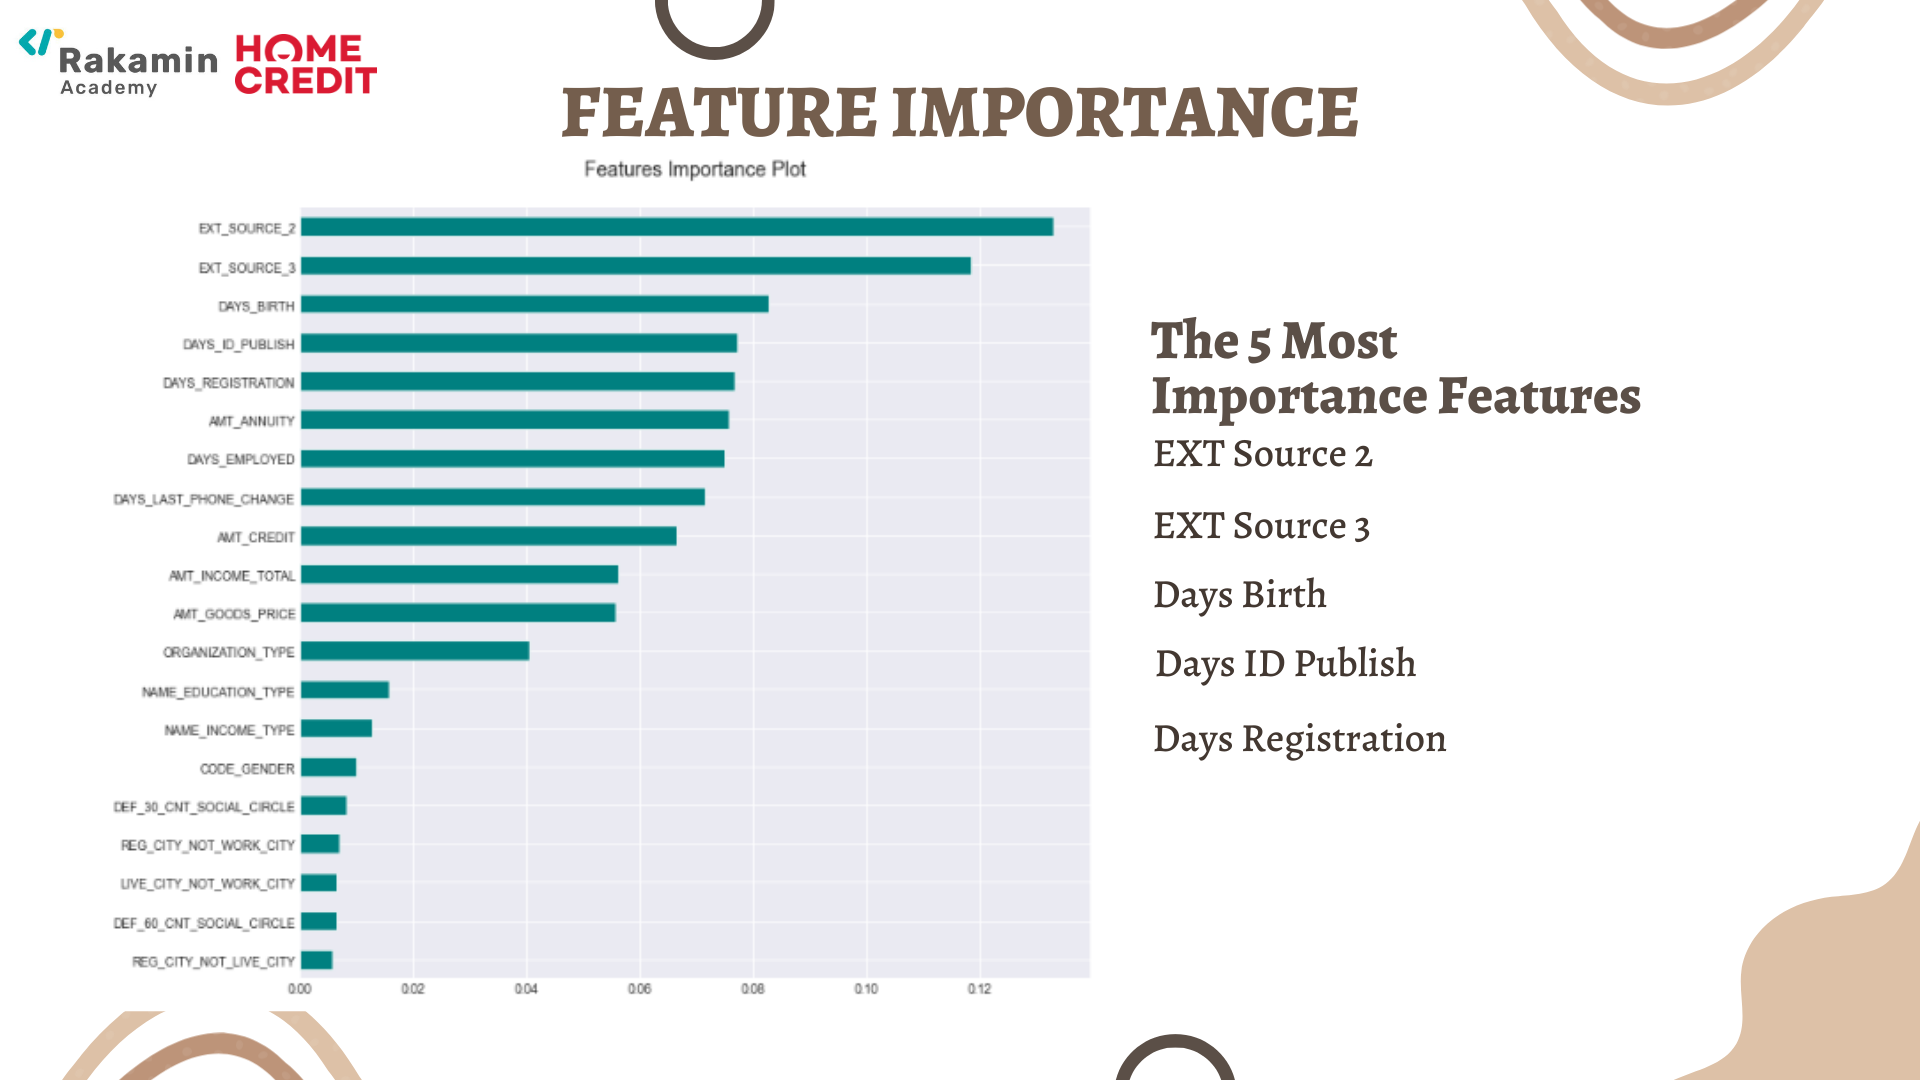 Rakamin
Academy
HOME
CREDIT
FEATURE IMPORTANCE
Features Importance Plot
EXT_SOURCE_2
EXT_SOURCE_3
DAYS_BIRTH
DAYS_ID_PUBLISH
DAYS_REGISTRATION
AMT_ANNUITY
DAYS_EMPLOYED
DAYS_LAST_PHONE_CHANGE
AMT_CREDIT
AMT_INCOME_TOTAL
AMT_GOODS_PRICE
ORGANIZATION_TYPE
NAME_EDUCATION_TYPE
NAME_INCOME_TYPE
CODE_GENDER
DEF_30_CNT_SOCIAL_CIRCLE
REG_CITY_NOT_WORK_CITY
LIVE_CITY_NOT_WORK_CITY
DEF_60_CNT_SOCIAL_CIRCLE
REG_CITY_NOT_LIVE_CITY
0.00 0.02 0.04 0.06 0.08 0.10 0.12
The 5 Most
Importance Features
EXT Source 2
EXT Source 3
Days Birth
Days ID Publish
Days Registration